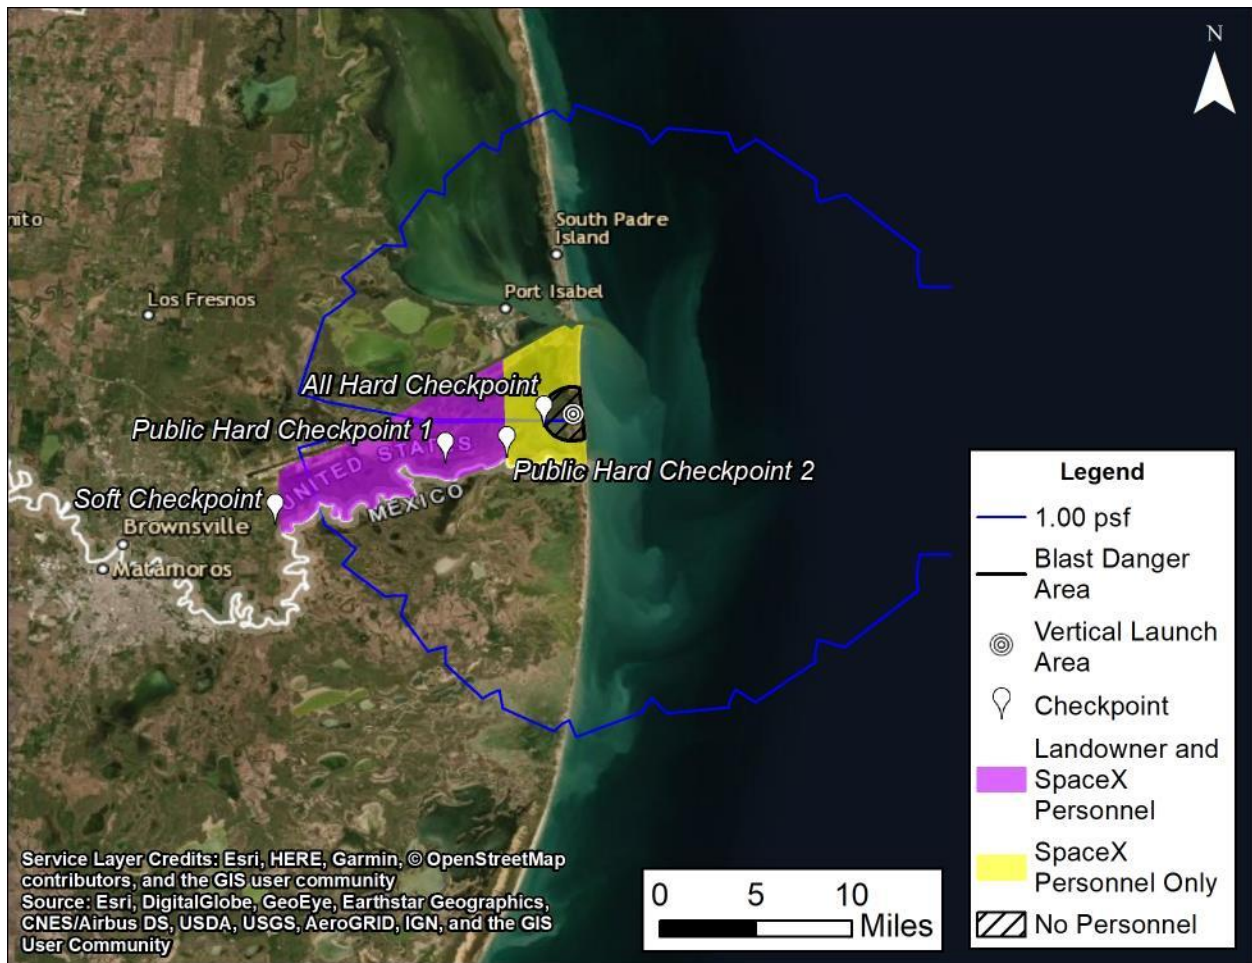 N
nito
South Padre
Island
Port Isabel
Los Fresnos
All Hard Checkpoint
Public Hard Checkpoint 1
UNITED STATES
Public Hard Checkpoint 2
Soft Checkpoint
MEXICO
Brownsville
Matamoros
Legend
1.00 psf
Blast Danger
Area
Vertical Launch
Area
Checkpoint
Landowner and
SpaceX
Personnel
SpaceX
Personnel Only
No Personnel
Service Layer Credits: Esri, HERE, Garmin, © OpenStreetMap
contributors, and the GIS user community
Source: Esri, DigitalGlobe, GeoEye, Earthstar Geographics,
CNES/Airbus DS, USDA, USGS, AeroGRID, IGN, and the GIS
User Community
0 5 10
Miles